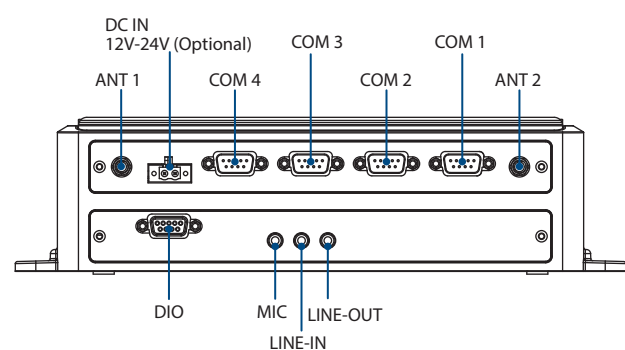 DC IN
12V-24V (Optional)
COM 3
COM 1
ANT 1
COM 4
COM 2
ANT 2
DIO
MIC
LINE-OUT
LINE-IN